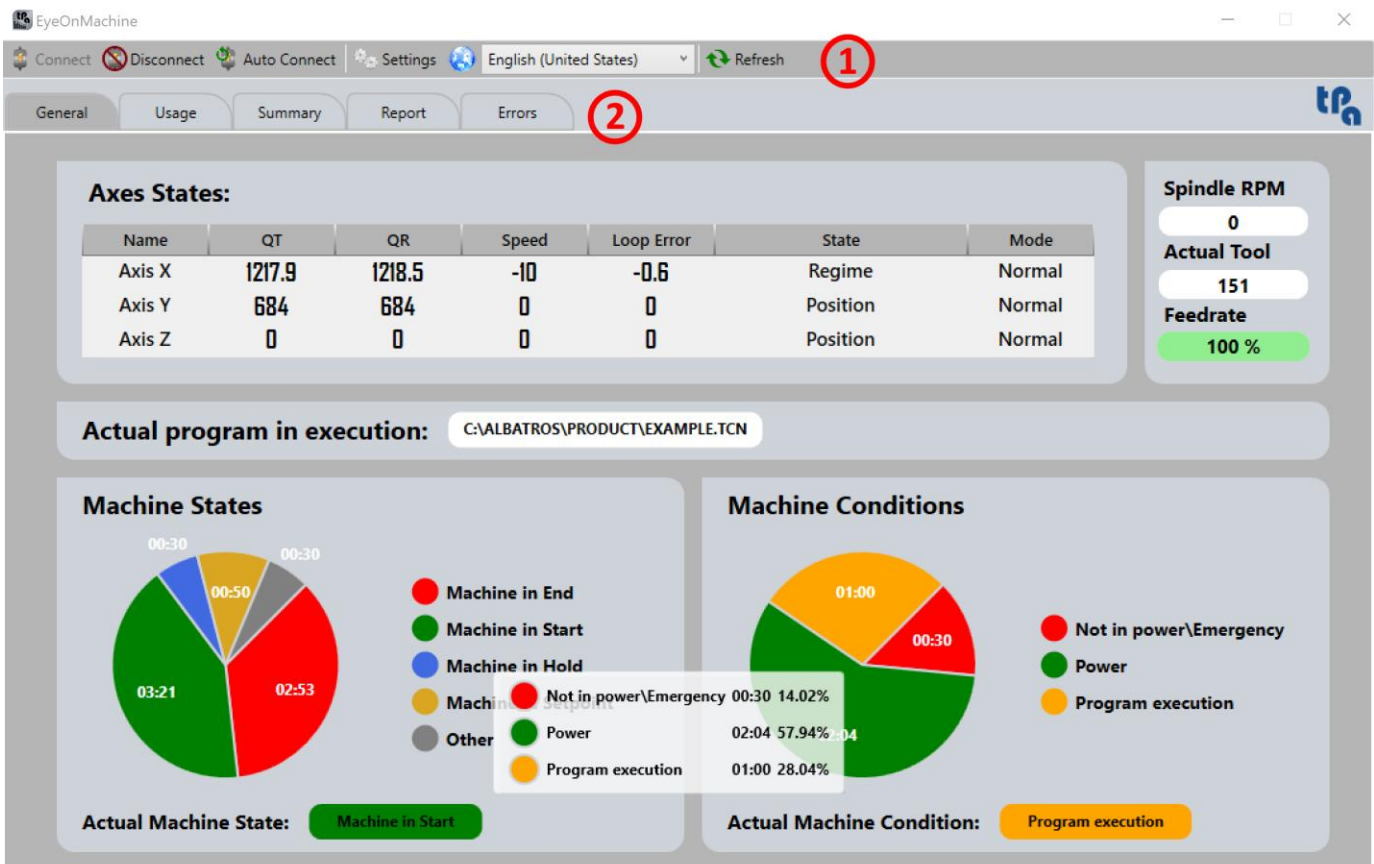 EyeOnMachine
Connect Disconnect Auto Connect Settings English (United States) Refresh 1
General Usage Summary Report Errors 2
tpa
Axes States:
Name QT QR Speed Loop Error State Mode
Axis X 1217.9 1218.5 -10 -0.6 Regime Normal
Axis Y 684 684 0 0 Position Normal
Axis Z 0 0 0 0 Position Normal
Spindle RPM
0
Actual Tool
151
Feedrate
100 %
Actual program in execution: C:\ALBATROS\PRODUCT\EXAMPLE.TCN
Machine States
00:30
00:30
00:50
03:21
02:53
Machine in End
Machine in Start
Machine in Hold
Setpoint
Other
Not in power\Emergency 00:30 14.02%
Power 02:04 57.94%
Program execution 01:00 28.04%
Actual Machine State: Machine in Start
Machine Conditions
01:00
00:30
Not in power\Emergency
Power
Program execution
Actual Machine Condition: Program execution